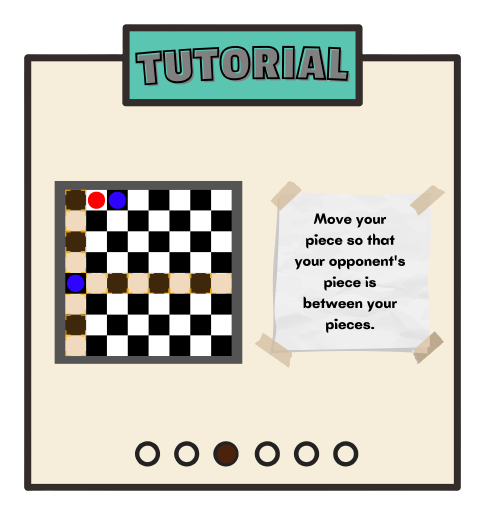 TUTORIAL
Move your
piece so that
your opponent's
piece is
between your
pieces.